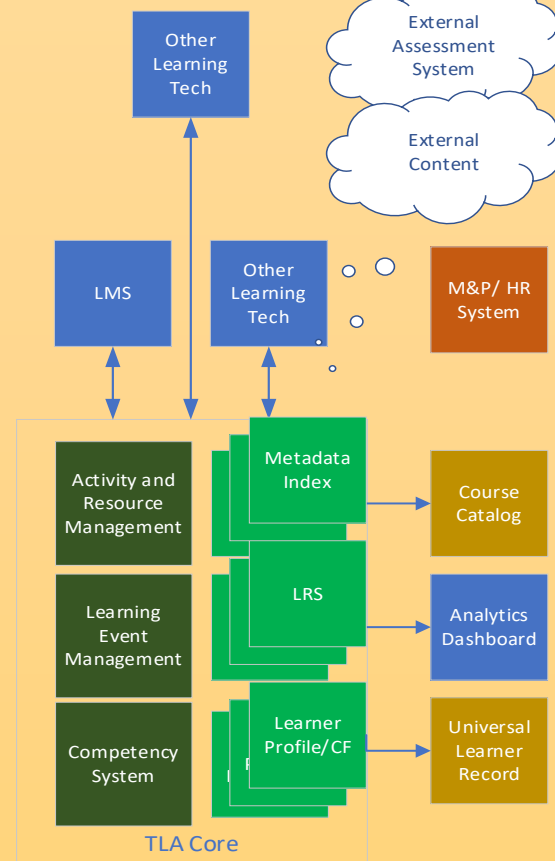 External
Assessment
System
Other
Learning
Tech
External
Content
LMS
Other
Learning
Tech
M&P/ HR
System
Activity and
Resource
Management
Metadata
Index
Course
Catalog
Learning
Event
Management
LRS
Analytics
Dashboard
Competency
System
Learner
Profile/CF
Universal
Learner
Record
TLA Core